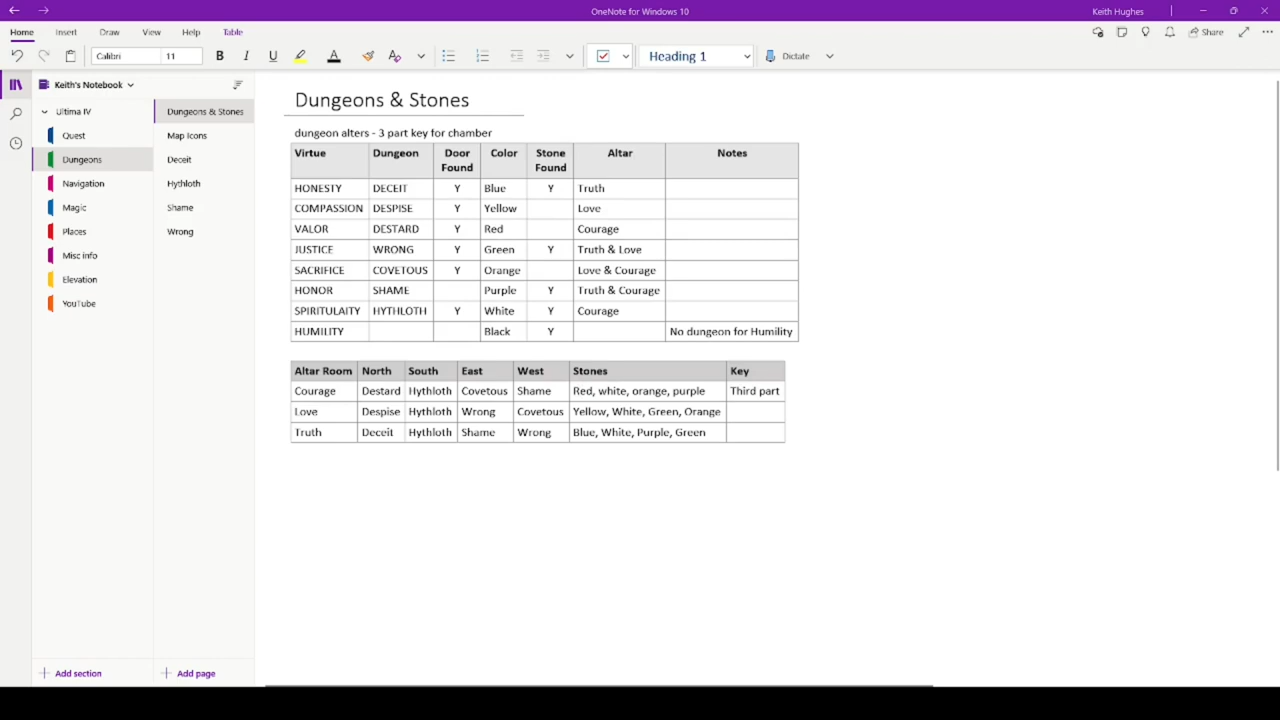 OneNote for Windows 10
Keith Hughes
Home Insert Draw View Help Table
Share
Calibri 11 B I U A Heading 1 Dictate
Keith's Notebook
Ultima IV
Quest
Dungeons
Navigation
Magic
Places
Misc info
Elevation
YouTube
Add section
Dungeons & Stones
Map Icons
Deceit
Hythloth
Shame
Wrong
Add page
Dungeons & Stones
dungeon alters - 3 part key for chamber
Virtue Dungeon Door Found Color Stone Found Altar Notes
HONESTY DECEIT Y Blue Y Truth
COMPASSION DESPISE Y Yellow Love
VALOR DESTARD Y Red Courage
JUSTICE WRONG Y Green Y Truth & Love
SACRIFICE COVETOUS Y Orange Love & Courage
HONOR SHAME Purple Y Truth & Courage
SPIRITULAITY HYTHLOTH Y White Y Courage
HUMILITY Black Y No dungeon for Humility
Altar Room North South East West Stones Key
Courage Destard Hythloth Covetous Shame Red, white, orange, purple Third part
Love Despise Hythloth Wrong Covetous Yellow, White, Green, Orange
Truth Deceit Hythloth Shame Wrong Blue, White, Purple, Green